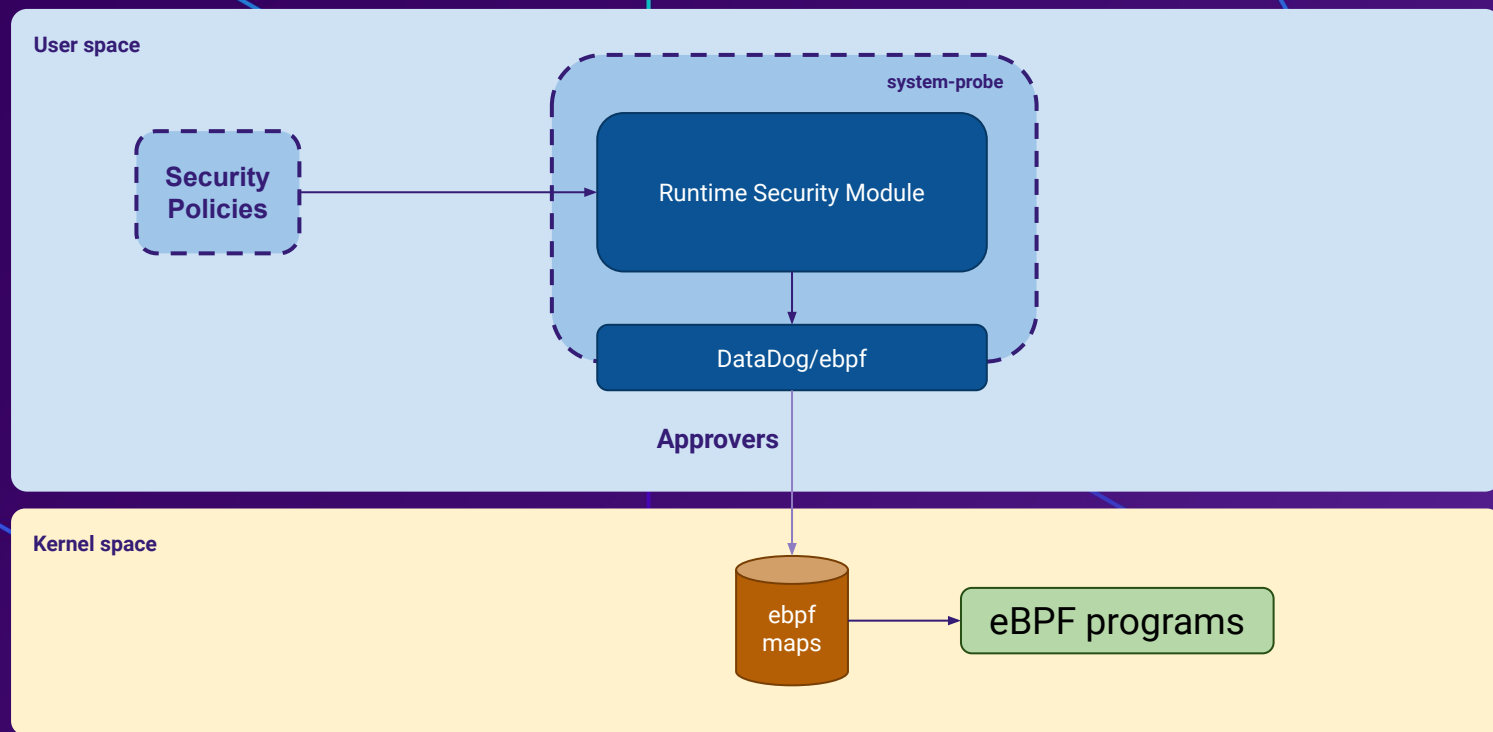 User space
system-probe
Security
Policies
Runtime Security Module
DataDog/ebpf
Approvers
Kernel space
ebpf
maps
eBPF programs